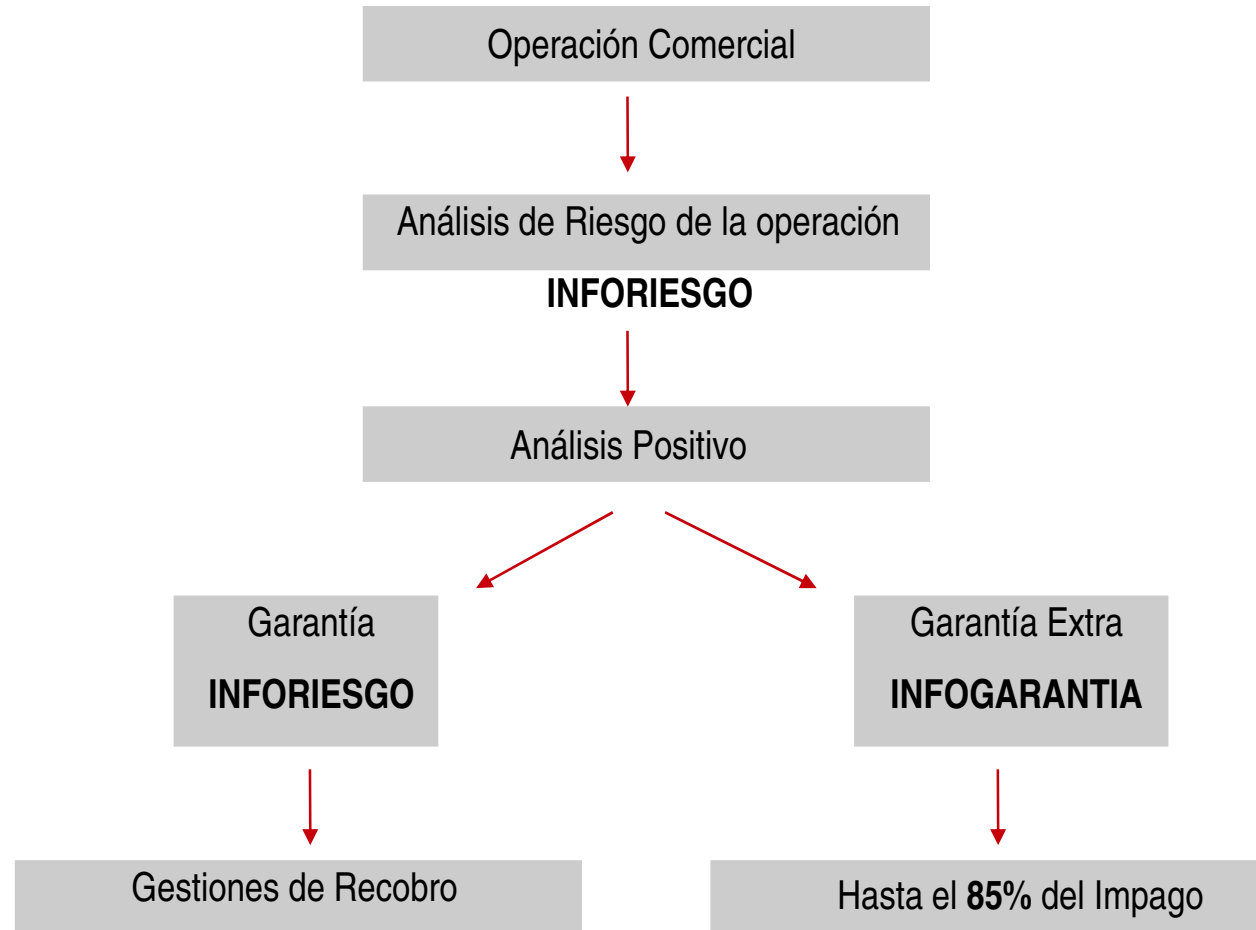 Operación Comercial
Análisis de Riesgo de la operación
INFORIESGO
Análisis Positivo
Garantía
INFORIESGO
Garantía Extra
INFOGARANTIA
Gestiones de Recobro
Hasta el 85% del Impago